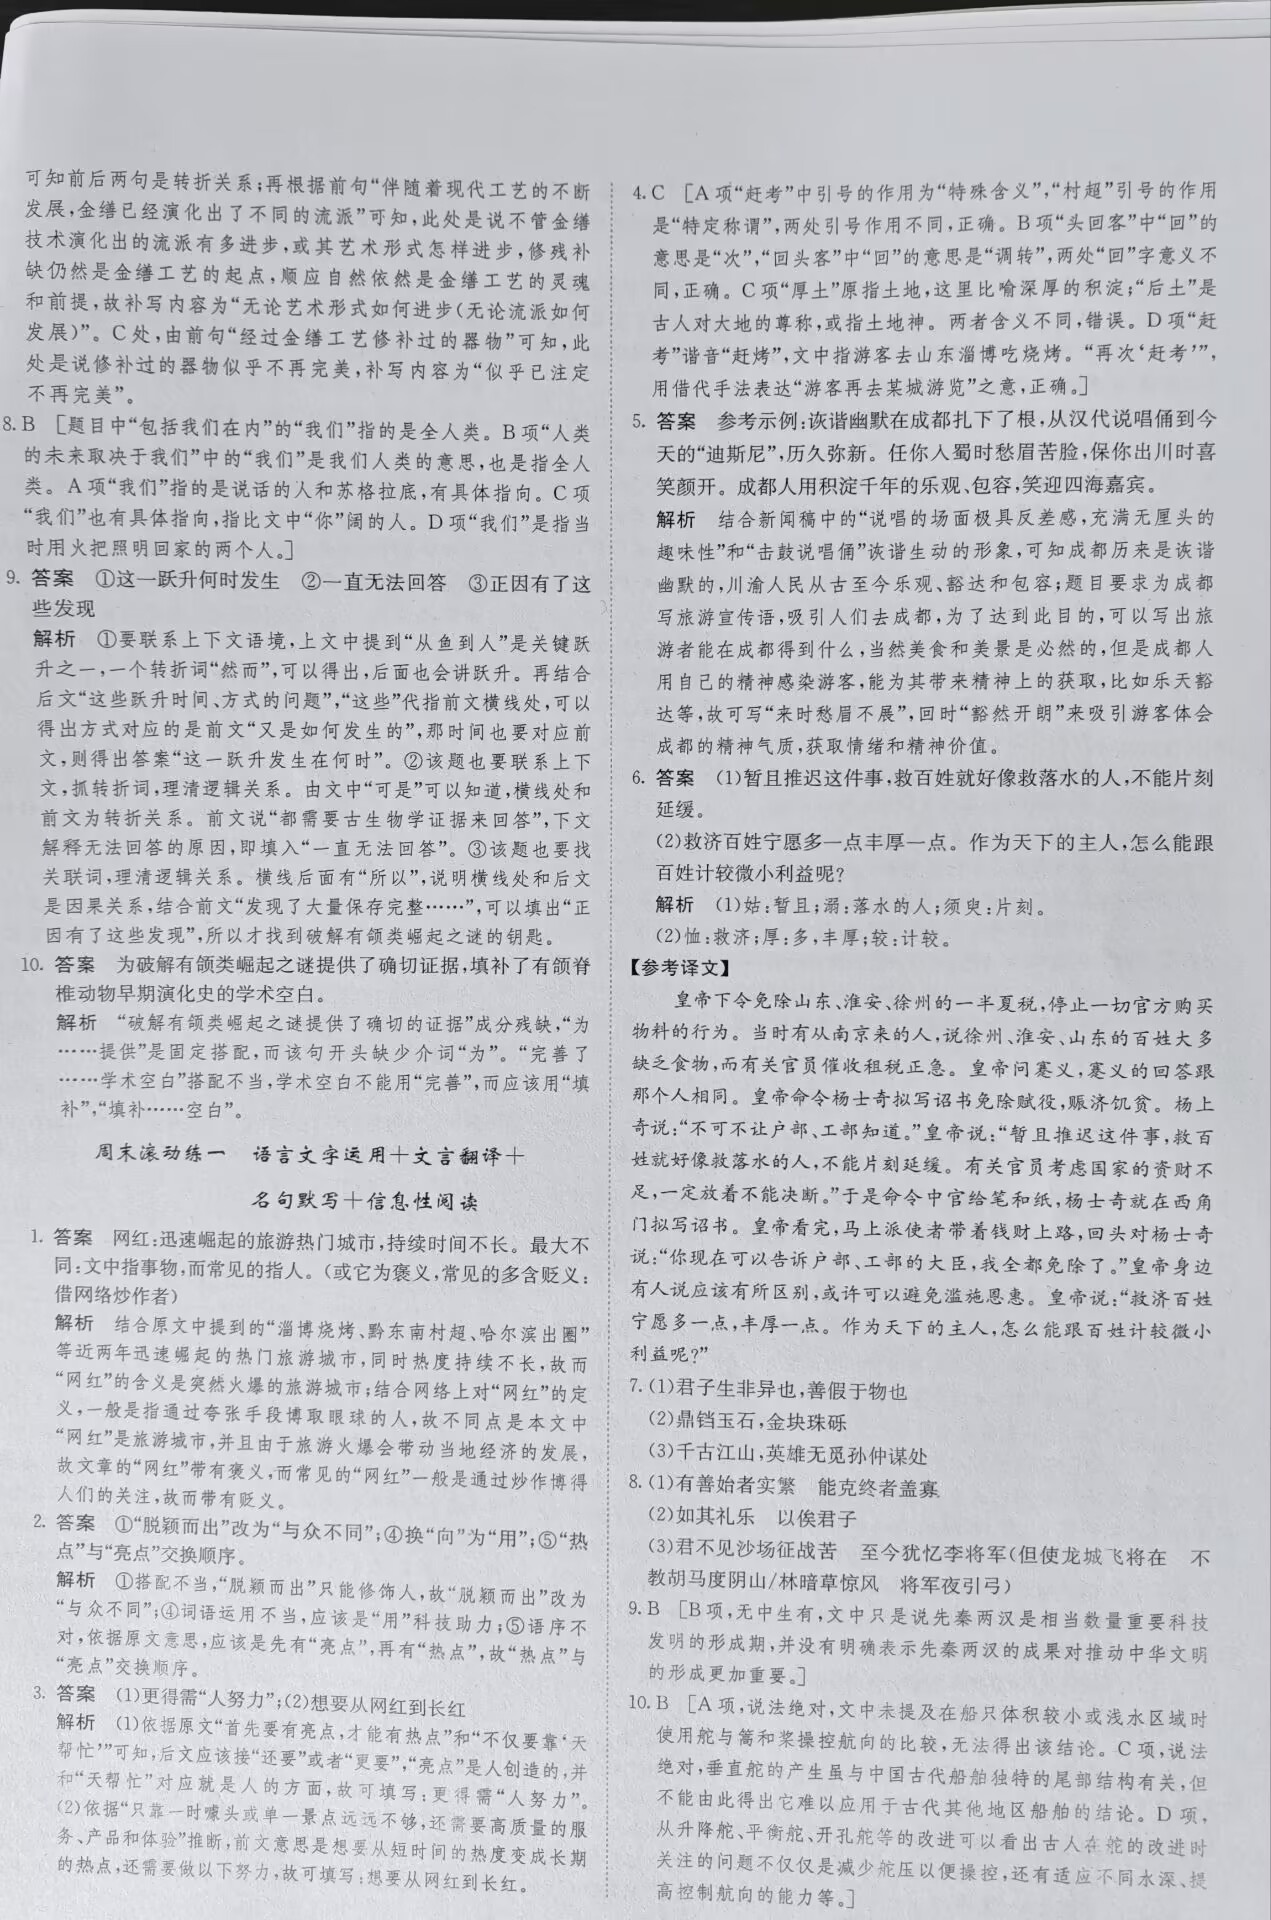 可知前后两句是转折关系;再根据前句“伴随着现代工艺的不断
发展,金缮已经演化出了不同的流派”可知,此处是说不管金缮
技术演化出的流派有多进步,或其艺术形式怎样进步,修残补
缺仍然是金缮工艺的起点,顺应自然依然是金缮工艺的灵魂
和前提,故补写内容为“无论艺术形式如何进步(无论流派如何
发展)”。C处,由前句“经过金缮工艺修补过的器物”可知,此
处是说修补过的器物似乎不再完美,补写内容为“似乎已注定
不再完美”。
8. B [题目中“包括我们在内”的“我们”指的是全人类。B项“人类
的未来取决于我们”中的“我们”是我们人类的意思,也是指全人
类。A项“我们”指的是说话的人和苏格拉底,有具体指向。C项
“我们”也有具体指向,指比文中“你”阔的人。D项“我们”是指当
时用火把照明回家的两个人。]
9. 答案 ①这一跃升何时发生 ②一直无法回答 ③正因有了这
些发现
解析 ①要联系上下文语境,上文中提到“从鱼到人”是关键跃
升之一,一个转折词“然而”,可以得出,后面也会讲跃升。再结合
后文“这些跃升时间、方式的问题”,“这些”代指前文横线处,可以
得出方式对应的是前文“又是如何发生的”,那时间也要对应前
文,则得出答案“这一跃升发生在何时”。②该题也要联系上下
文,抓转折词,理清逻辑关系。由文中“可是”可以知道,横线处和
前文为转折关系。前文说“都需要古生物学证据来回答”,下文
解释无法回答的原因,即填入“一直无法回答”。③该题也要找
关联词,理清逻辑关系。横线后面有“所以”,说明横线处和后文
是因果关系,结合前文“发现了大量保存完整……”,可以填出“正
因有了这些发现”,所以才找到破解有颌类崛起之谜的钥匙。
10. 答案 为破解有颌类崛起之谜提供了确切证据,填补了有颌脊
椎动物早期演化史的学术空白。
解析 “破解有颌类崛起之谜提供了确切的证据”成分残缺,“为
……提供”是固定搭配,而该句开头缺少介词“为”。“完善了
……学术空白”搭配不当,学术空白不能用“完善”,而应该用“填
补”,“填补……空白”。
周末滚动练一 语言文字运用+文言翻译+
名句默写+信息性阅读
1. 答案 网红:迅速崛起的旅游热门城市,持续时间不长。最大不
同:文中指事物,而常见的指人。(或它为褒义,常见的多含贬义:
借网络炒作者)
解析 结合原文中提到的“淄博烧烤、黔东南村超、哈尔滨出圈”
等近两年迅速崛起的热门旅游城市,同时热度持续不长,故而
“网红”的含义是突然火爆的旅游城市;结合网络上对“网红”的定
义,一般是指通过夸张手段博取眼球的人,故不同点是本文中
“网红”是旅游城市,并且由于旅游火爆会带动当地经济的发展,
故文章的“网红”带有褒义,而常见的“网红”一般是通过炒作博得
人们的关注,故而带有贬义。
2. 答案 ①“脱颖而出”改为“与众不同”;④换“向”为“用”;⑤“热
点”与“亮点”交换顺序。
解析 ①搭配不当,“脱颖而出”只能修饰人,故“脱颖而出”改为
“与众不同”;④词语运用不当,应该是“用”科技助力;⑤语序不
对,依据原文意思,应该是先有“亮点”,再有“热点”,故“热点”与
“亮点”交换顺序。
3. 答案 (1)更得需“人努力”;(2)想要从网红到长红
解析 (1)依据原文“首先要有亮点,才能有热点”和“不仅要靠‘天
帮忙’”可知,后文应该接“还要”或者“更要”,“亮点”是人创造的,并
和“天帮忙”对应就是人的方面,故可填写:更得需“人努力”。
(2)依据“只靠一时噱头或单一景点远远不够,还需要高质量的服
务、产品和体验”推断,前文意思是想要从短时间的热度变成长期
的热点,还需要做以下努力,故可填写:想要从网红到长红。
4. C [A项“赶考”中引号的作用为“特殊含义”,“村超”引号的作用
是“特定称谓”,两处引号作用不同,正确。B项“头回客”中“回”的
意思是“次”,“回头客”中“回”的意思是“调转”,两处“回”字意义不
同,正确。C项“厚土”原指土地,这里比喻深厚的积淀;“后土”是
古人对大地的尊称,或指土地神。两者含义不同,错误。D项“赶
考”谐音“赶烤”,文中指游客去山东淄博吃烧烤。“再次‘赶考’”,
用借代手法表达“游客再去某城游览”之意,正确。]
5. 答案 参考示例:诙谐幽默在成都扎下了根,从汉代说唱俑到今
天的“迪斯尼”,历久弥新。任你入蜀时愁眉苦脸,保你出川时喜
笑颜开。成都人用积淀千年的乐观、包容,笑迎四海嘉宾。
解析 结合新闻稿中的“说唱的场面极具反差感,充满无厘头的
趣味性”和“击鼓说唱俑”诙谐生动的形象,可知成都历来是诙谐
幽默的,川渝人民从古至今乐观、豁达和包容;题目要求为成都
写旅游宣传语,吸引人们去成都,为了达到此目的,可以写出旅
游者能在成都得到什么,当然美食和美景是必然的,但是成都人
用自己的精神感染游客,能为其带来精神上的获取,比如乐天豁
达等,故可写“来时愁眉不展”,回时“豁然开朗”来吸引游客体会
成都的精神气质,获取情绪和精神价值。
6. 答案 (1)暂且推迟这件事,救百姓就好像救落水的人,不能片刻
延缓。
(2)救济百姓宁愿多一点丰厚一点。作为天下的主人,怎么能跟
百姓计较微小利益呢?
解析 (1)姑:暂且;溺:落水的人;须臾:片刻。
(2)恤:救济;厚:多,丰厚;较:计较。
【参考译文】
皇帝下令免除山东、淮安、徐州的一半夏税,停止一切官方购买
物料的行为。当时有从南京来的人,说徐州、淮安、山东的百姓大多
缺乏食物,而有关官员催收租税正急。皇帝问蹇义,蹇义的回答跟
那个人相同。皇帝命令杨士奇拟写诏书免除赋役,赈济饥贫。杨上
奇说:“不可不让户部、工部知道。”皇帝说:“暂且推迟这件事,救百
姓就好像救落水的人,不能片刻延缓。有关官员考虑国家的资财不
足,一定放着不能决断。”于是命令中官给笔和纸,杨士奇就在西角
门拟写诏书。皇帝看完,马上派使者带着钱财上路,回头对杨士奇
说:“你现在可以告诉户部、工部的大臣,我全都免除了。”皇帝身边
有人说应该有所区别,或许可以避免滥施恩惠。皇帝说:“救济百姓
宁愿多一点,丰厚一点。作为天下的主人,怎么能跟百姓计较微小
利益呢?”
7. (1)君子生非异也,善假于物也
(2)鼎铛玉石,金块珠砾
(3)千古江山,英雄无觅孙仲谋处
8. (1)有善始者实繁 能克终者盖寡
(2)如其礼乐 以俟君子
(3)君不见沙场征战苦 至今犹忆李将军(但使龙城飞将在 不
教胡马度阴山/林暗草惊风 将军夜引弓)
9. B [B项,无中生有,文中只是说先秦两汉是相当数量重要科技
发明的形成期,并没有明确表示先秦两汉的成果对推动中华文明
的形成更加重要。]
10. B [A项,说法绝对,文中未提及在船只体积较小或浅水区域时
使用舵与篙和桨操控航向的比较,无法得出该结论。C项,说法
绝对,垂直舵的产生虽与中国古代船舶独特的尾部结构有关,但
不能由此得出它难以应用于古代其他地区船舶的结论。D项,
从升降舵、平衡舵、开孔舵等的改进可以看出古人在舵的改进时
关注的问题不仅仅是减少舵压以便操控,还有适应不同水深、提
高控制航向的能力等。]